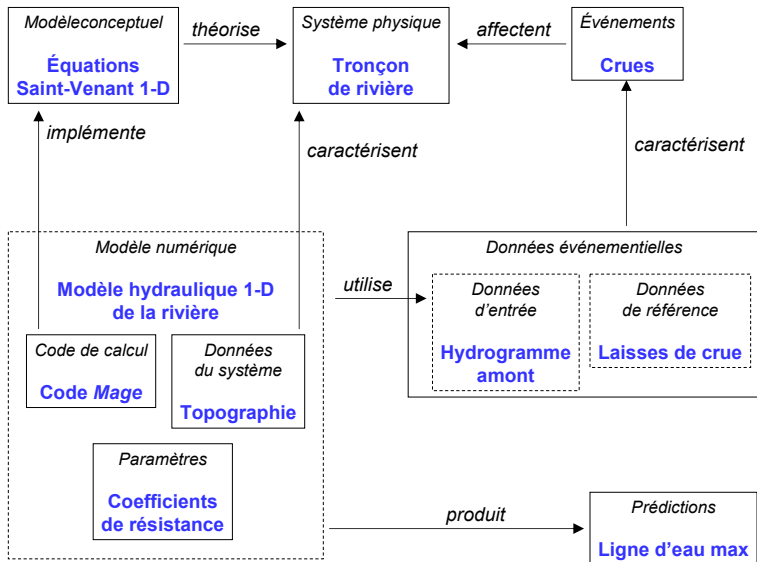 Modèleconceptuel
Équations
Saint-Venant 1-D
théorise
Système physique
Tronçon
de rivière
affectent
Événements
Crues
implémente
caractérisent
caractérisent
Modèle numérique
Modèle hydraulique 1-D
de la rivière
Code de calcul
Code Mage
Données
du système
Topographie
Paramètres
Coefficients
de résistance
utilise
Données événementielles
Données
d'entrée
Hydrogramme
amont
Données
de référence
Laisses de crue
produit
Prédictions
Ligne d'eau max